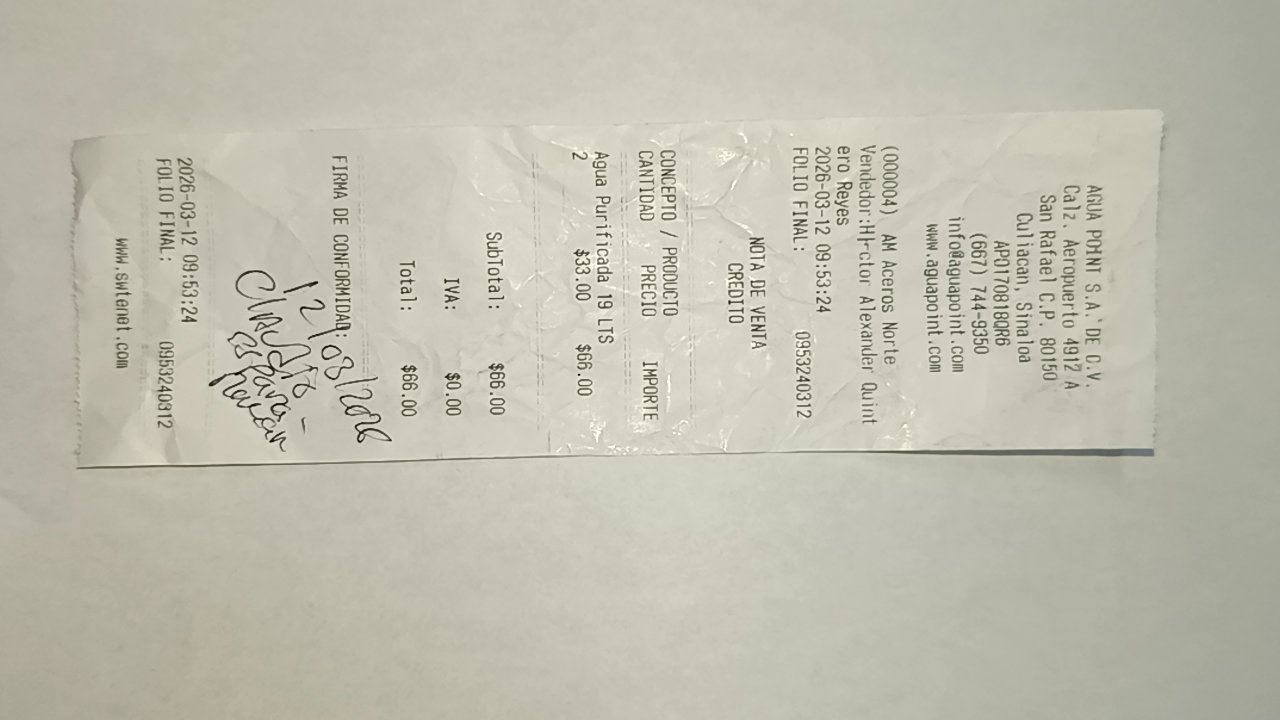 AGUA POINT S.A. DE C.V.
Calz. Aeropuerto 4912 A
San Rafael C.P. 80150
Culiacan, Sinaloa
APO170818QR6
(667) 744-9350
info@aguapoint.com
www.aguapoint.com
(000004) AM Aceros Norte
Vendedor:H├ctor Alexander Quint
ero Reyes
2026-03-12 09:53:24
FOLIO FINAL: 0953240312
NOTA DE VENTA
CREDITO
CONCEPTO / PRODUCTO
CANTIDAD PRECIO IMPORTE
Agua Purificada 19 LTS
2 $33.00 $66.00
SubTotal: $66.00
IVA: $0.00
Total: $66.00
FIRMA DE CONFORMIDAD:
12/03/2026
Claudia
2026-03-12 09:53:24
FOLIO FINAL: 0953240312
www.swienet.com